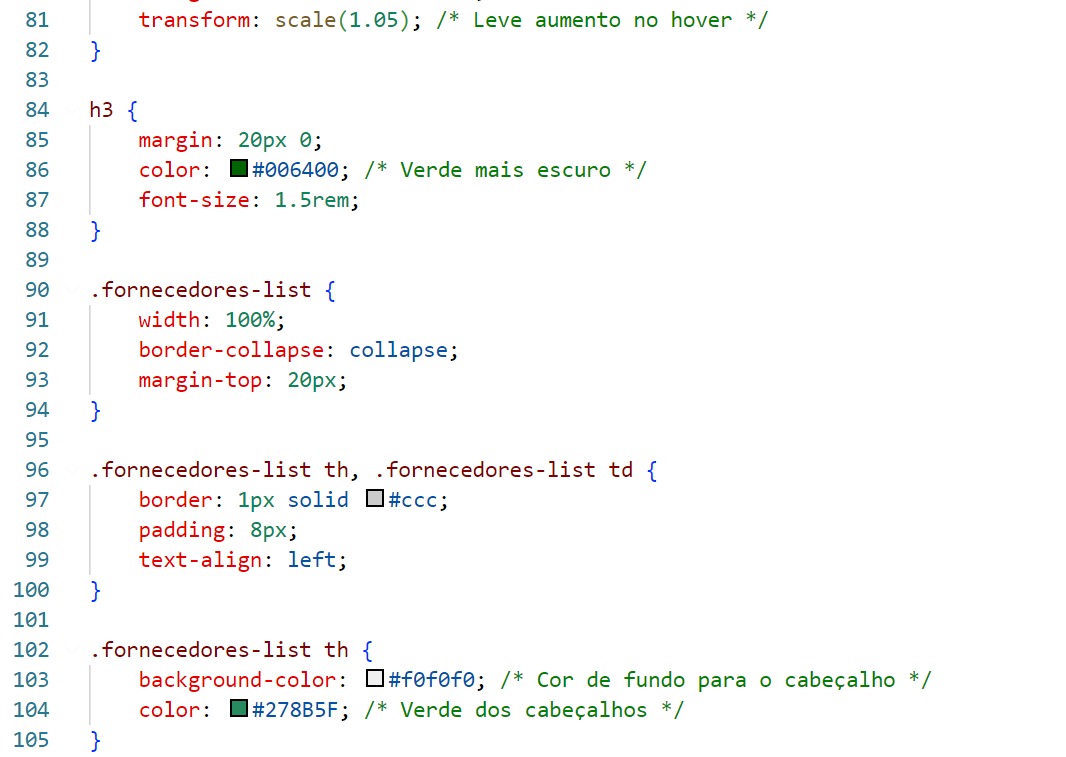 81 transform: scale(1.05); /* Leve aumento no hover */
82 }
83
84 h3 {
85 margin: 20px 0;
86 color: #006400; /* Verde mais escuro */
87 font-size: 1.5rem;
88 }
89
90 .fornecedores-list {
91 width: 100%;
92 border-collapse: collapse;
93 margin-top: 20px;
94 }
95
96 .fornecedores-list th, .fornecedores-list td {
97 border: 1px solid #ccc;
98 padding: 8px;
99 text-align: left;
100 }
101
102 .fornecedores-list th {
103 background-color: #f0f0f0; /* Cor de fundo para o cabeçalho */
104 color: #278B5F; /* Verde dos cabeçalhos */
105 }